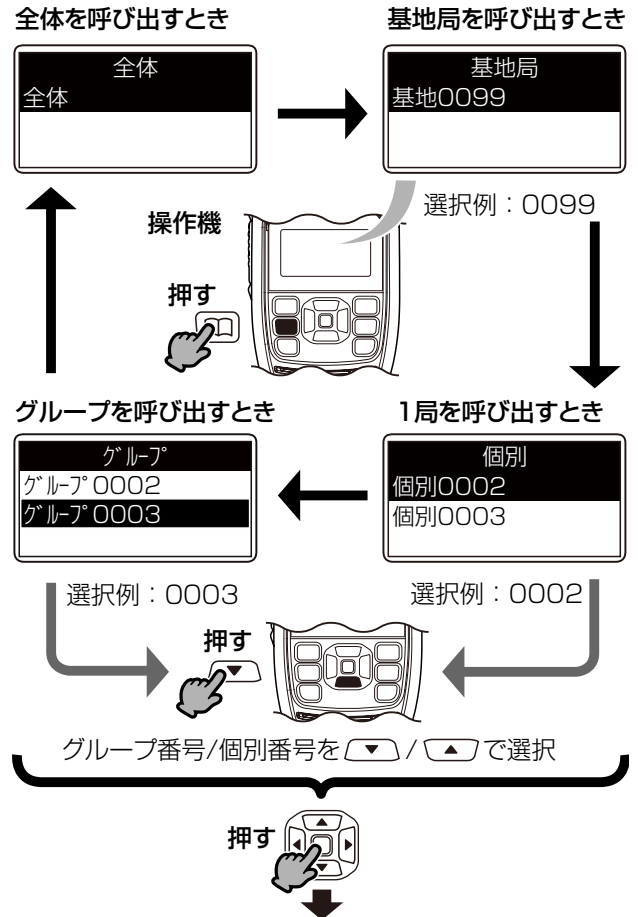 全体を呼び出すとき
基地局を呼び出すとき
全体
全体
基地局
基地0099
選択例：0099
操作機
押す
グループを呼び出すとき
1局を呼び出すとき
ｸﾞﾙｰﾌﾟ
ｸﾞﾙｰﾌﾟ0002
ｸﾞﾙｰﾌﾟ0003
個別
個別0002
個別0003
選択例：0003
選択例：0002
押す
グループ番号/個別番号を▼/▲で選択
押す